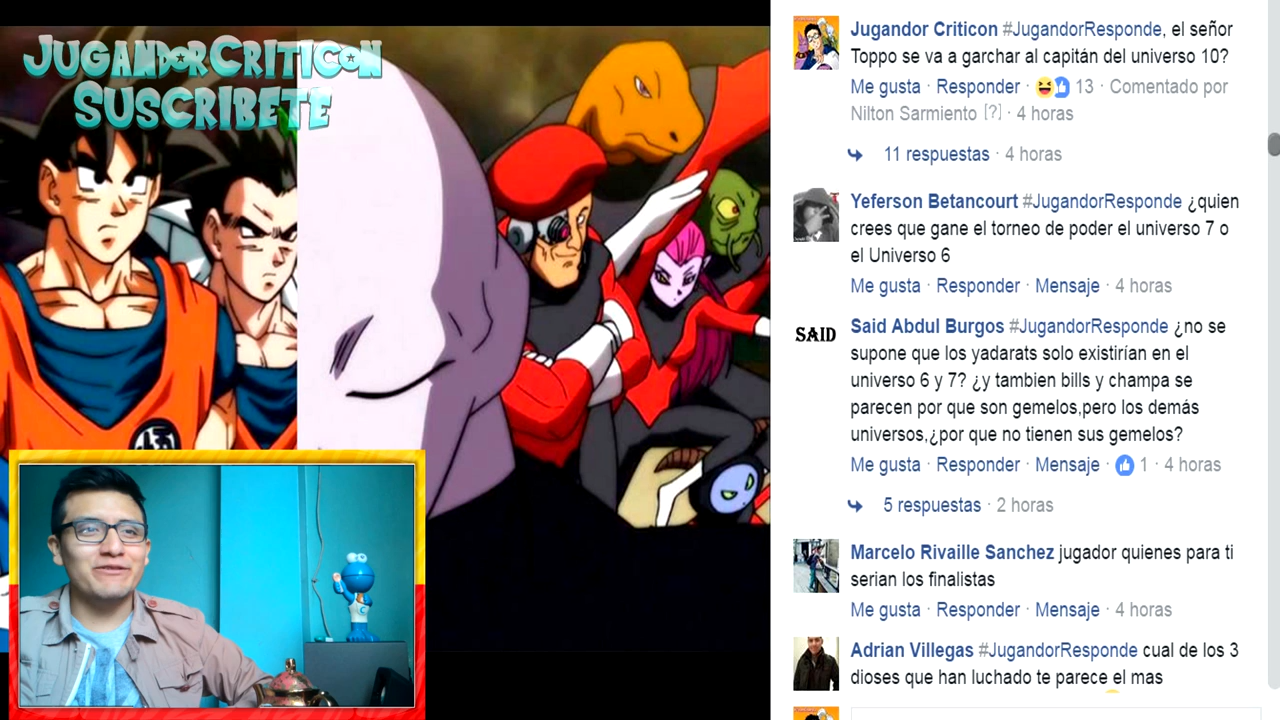 JUGANDORCRITICON
SUSCRIBETE
Jugandor Criticon #JugandorResponde, el señor
Toppo se va a garchar al capitán del universo 10?
Me gusta · Responder · 13 · Comentado por
Nilton Sarmiento [?] · 4 horas
11 respuestas · 4 horas
Yeferson Betancourt #JugandorResponde ¿quien
crees que gane el torneo de poder el universo 7 o
el Universo 6
Me gusta · Responder · Mensaje · 4 horas
SAID
Said Abdul Burgos #JugandorResponde ¿no se
supone que los yadarats solo existirían en el
universo 6 y 7? ¿y tambien bills y champa se
parecen por que son gemelos,pero los demás
universos,¿por que no tienen sus gemelos?
Me gusta · Responder · Mensaje · 1 · 4 horas
5 respuestas · 2 horas
Marcelo Rivaille Sanchez jugador quienes para ti
serian los finalistas
Me gusta · Responder · Mensaje · 4 horas
Adrian Villegas #JugandorResponde cual de los 3
dioses que han luchado te parece el mas